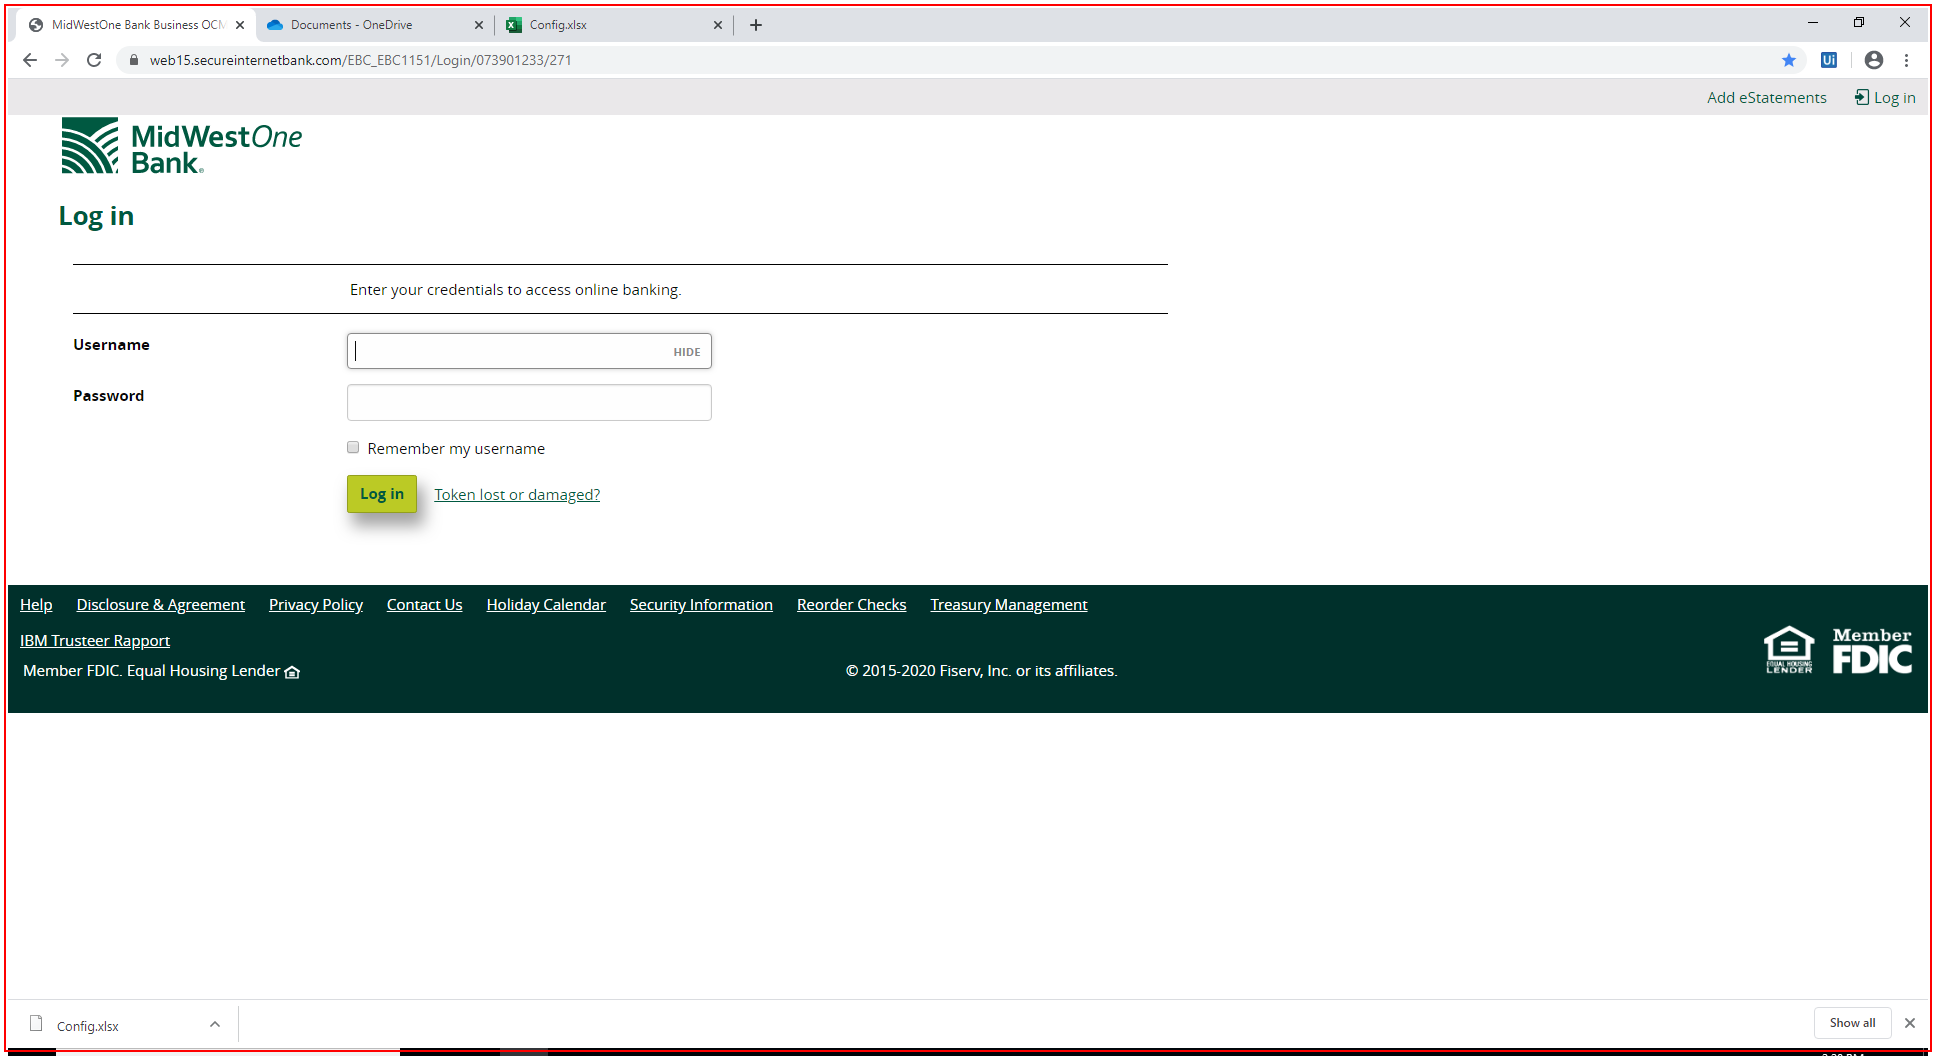 MidWestOne Bank Business OCM
Documents - OneDrive
Config.xlsx
web15.secureinternetbank.com/EBC_EBC1151/Login/073901233/271
Ui
Add eStatements
Log in
MidWestOne
Bank®
Log in
Enter your credentials to access online banking.
Username
HIDE
Password
Remember my username
Log in
Token lost or damaged?
Help Disclosure & Agreement Privacy Policy Contact Us Holiday Calendar Security Information Reorder Checks Treasury Management
IBM Trusteer Rapport
Member FDIC. Equal Housing Lender
© 2015-2020 Fiserv, Inc. or its affiliates.
EQUAL HOUSING
LENDER
Member
FDIC
Config.xlsx
Show all